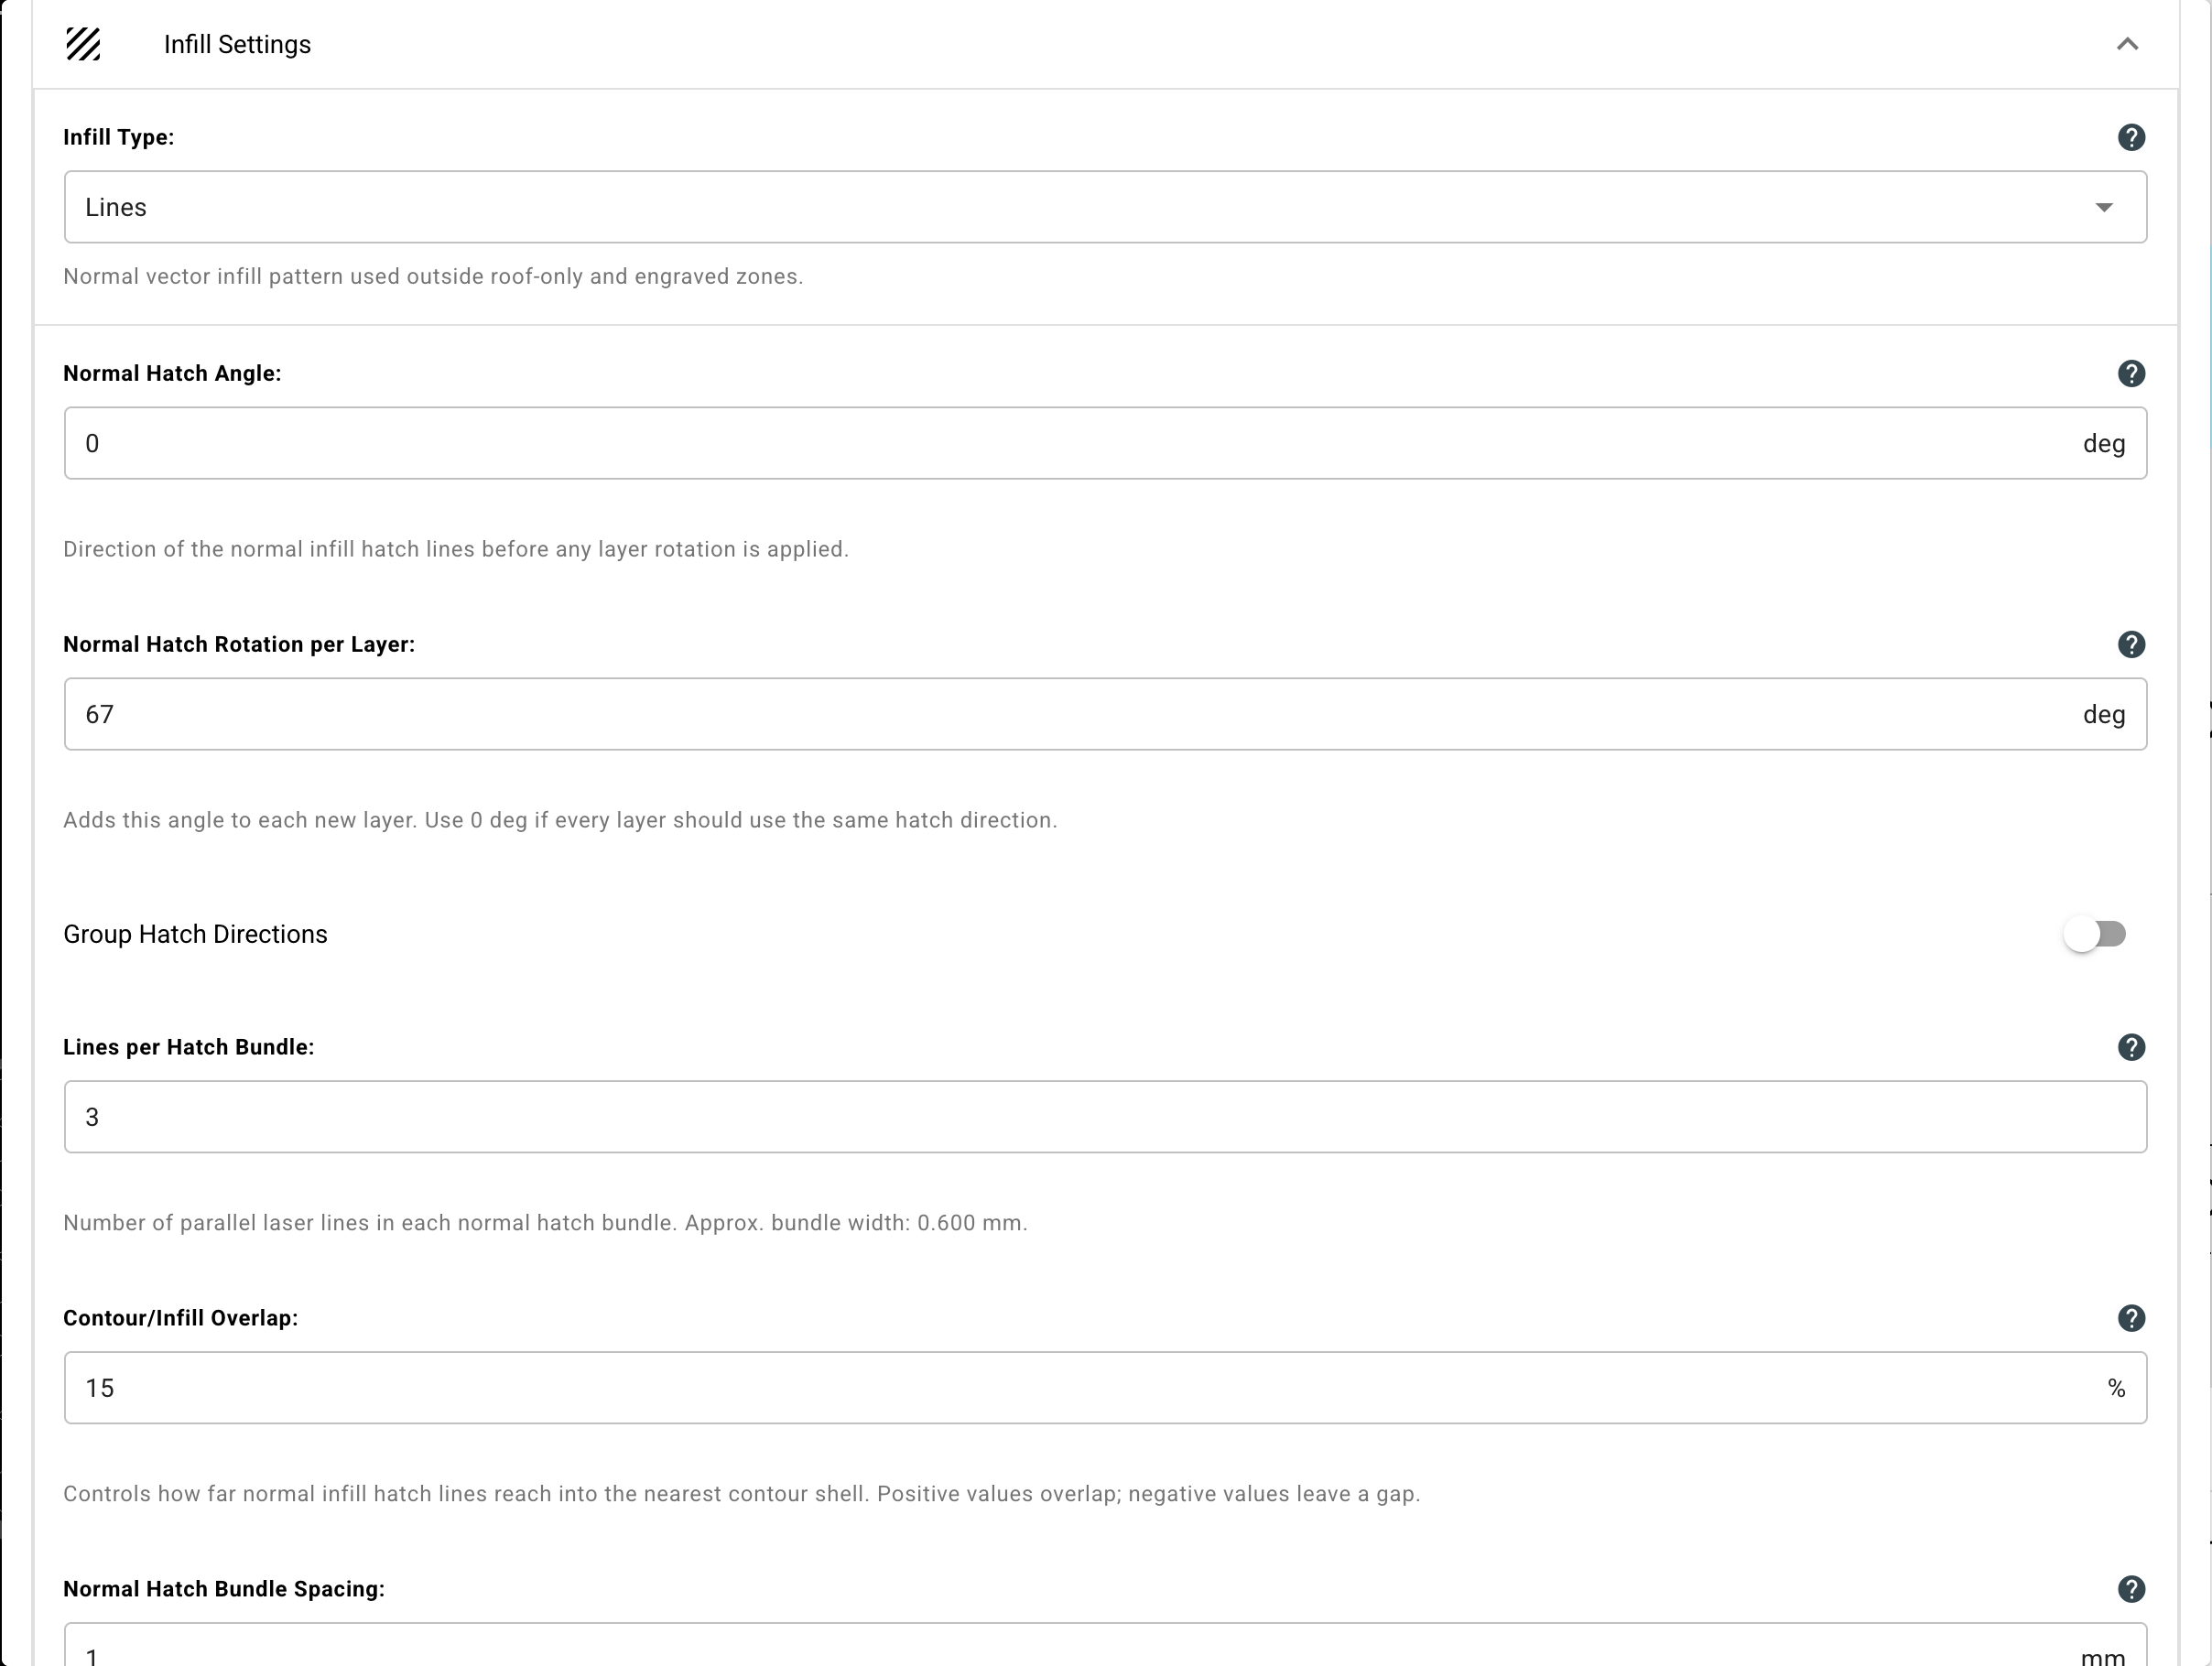 Infill Settings
Infill Type:
Lines
Normal vector infill pattern used outside roof-only and engraved zones.
Normal Hatch Angle:
0 deg
Direction of the normal infill hatch lines before any layer rotation is applied.
Normal Hatch Rotation per Layer:
67 deg
Adds this angle to each new layer. Use 0 deg if every layer should use the same hatch direction.
Group Hatch Directions
Lines per Hatch Bundle:
3
Number of parallel laser lines in each normal hatch bundle. Approx. bundle width: 0.600 mm.
Contour/Infill Overlap:
15 %
Controls how far normal infill hatch lines reach into the nearest contour shell. Positive values overlap; negative values leave a gap.
Normal Hatch Bundle Spacing:
1 mm